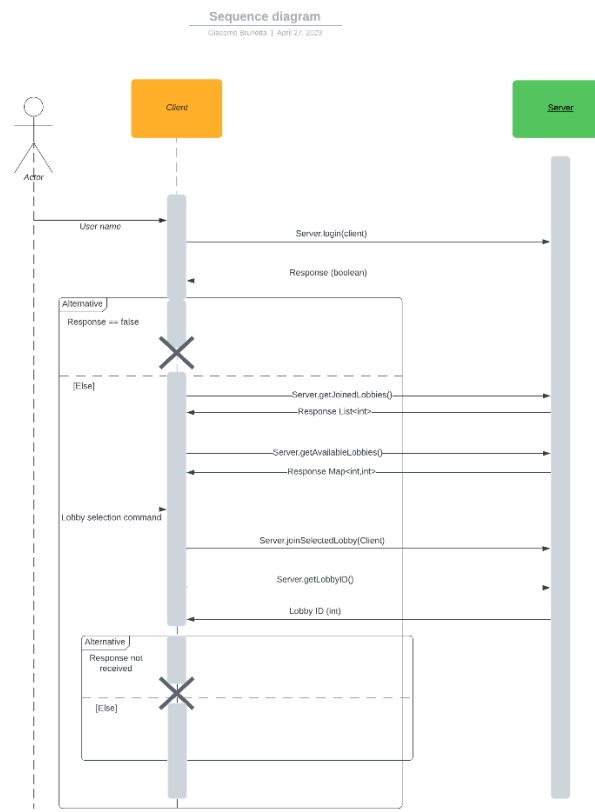 Sequence diagram
Giacomo Brunetta | April 27, 2023
Client
Server
Actor
User name
Server.login(client)
Response (boolean)
Alternative
Response == false
[Else]
Server.getJoinedLobbies()
Response List<int>
Server.getAvailableLobbies()
Response Map<int,int>
Lobby selection command
Server.joinSelectedLobby(Client)
Server.getLobbyID()
Lobby ID (int)
Alternative
Response not
received
[Else]